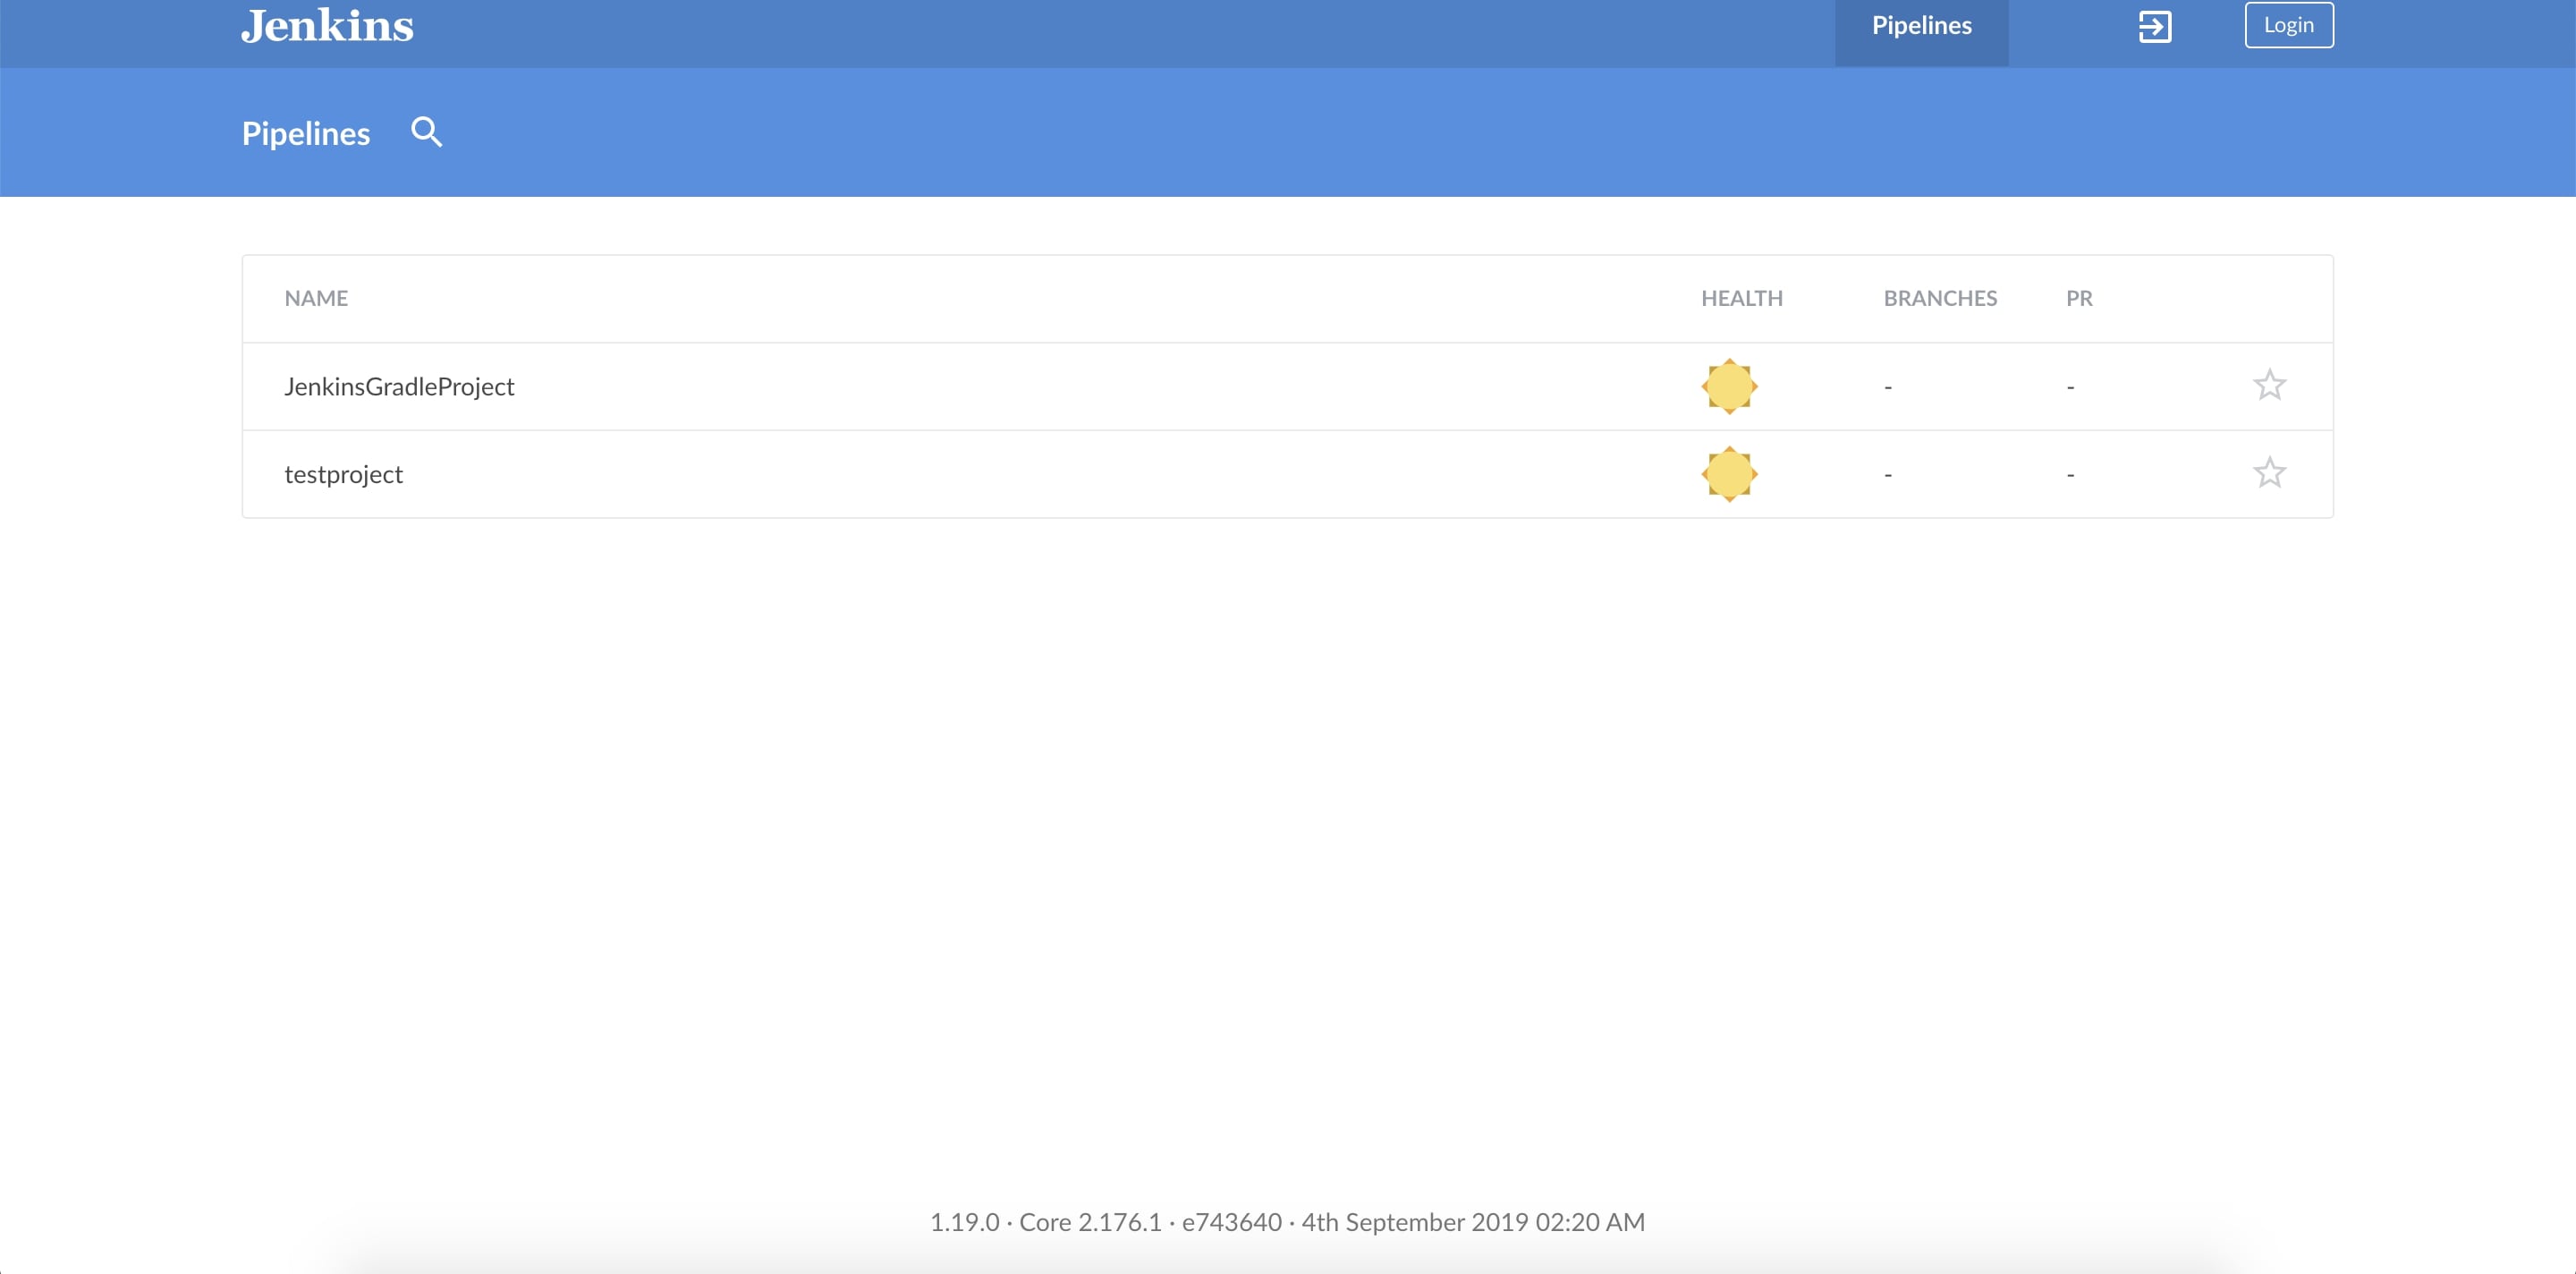 Jenkins
Pipelines
Login
Pipelines
NAME HEALTH BRANCHES PR
JenkinsGradleProject - -
testproject - -
1.19.0 · Core 2.176.1 · e743640 · 4th September 2019 02:20 AM